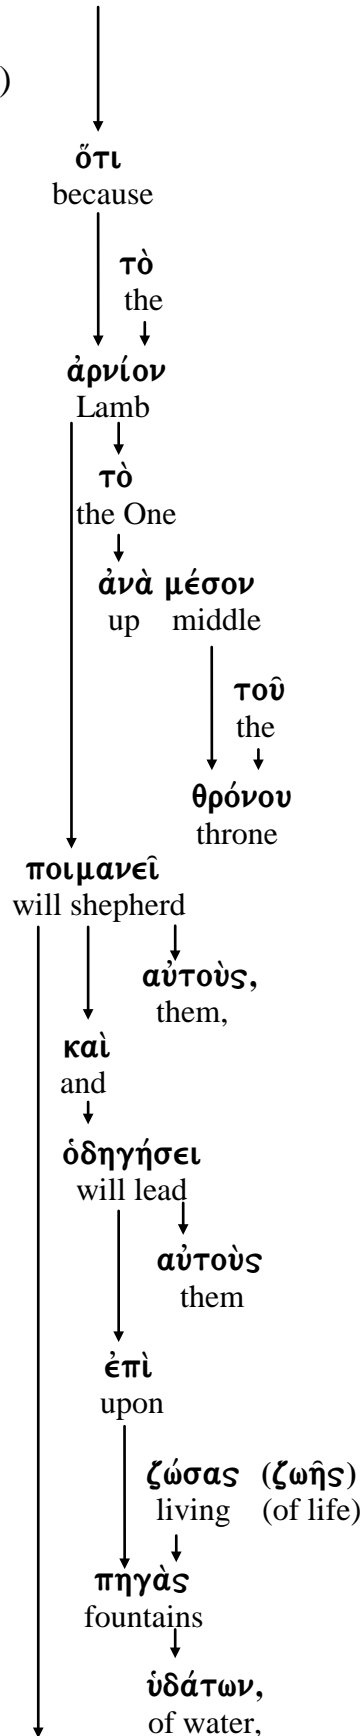 )
ὅτι
because
τὸ
the
ἀρνίον
Lamb
τὸ
the One
ἀνὰ μέσον
up middle
τοῦ
the
θρόνου
throne
ποιμανεῖ
will shepherd
αὐτοὺς,
them,
καὶ
and
ὁδηγήσει
will lead
αὐτοὺς
them
ἐπὶ
upon
ζώσας (ζωῆς)
living (of life)
πηγὰς
fountains
ὑδάτων,
of water,